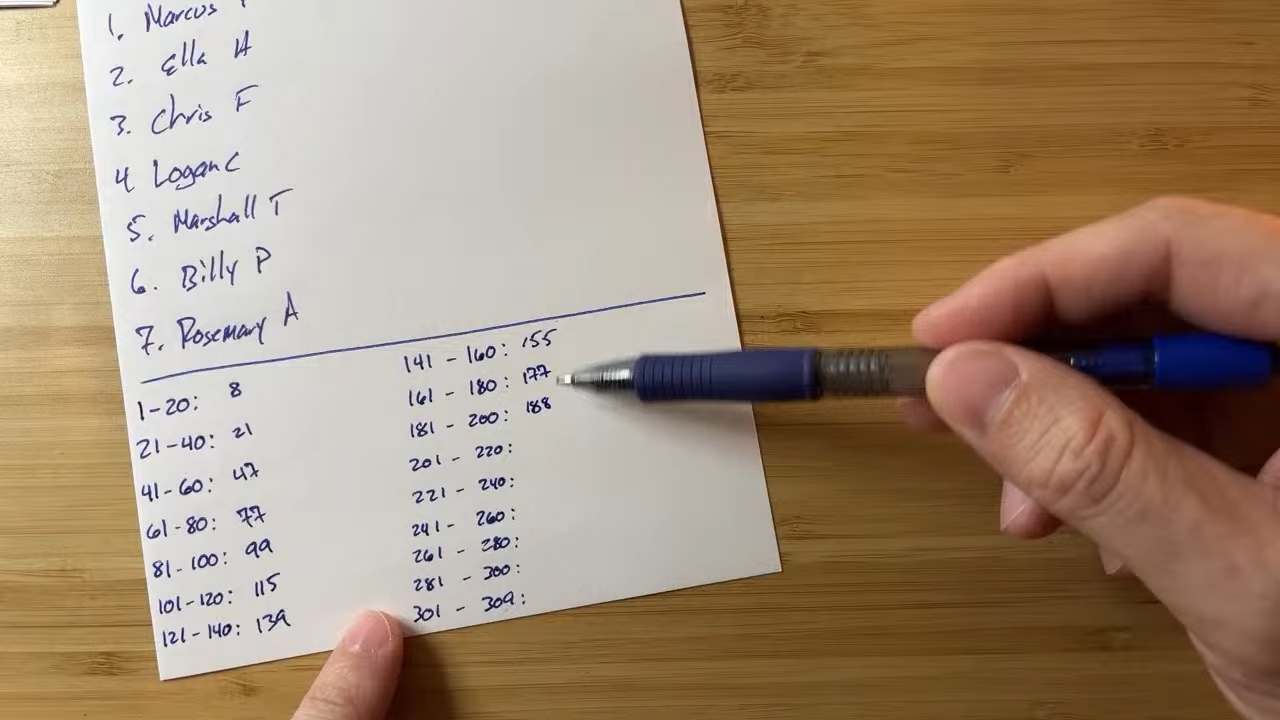 1. Marcus
2. Ella H
3. Chris F
4 Logan C
5. Marshall T
6. Billy P
7. Rosemary A
1-20: 8
21-40: 21
41-60: 47
61-80: 77
81-100: 99
101-120: 115
121-140: 139
141 - 160: 155
161 - 180: 177
181 - 200: 188
201 - 220:
221 - 240:
241 - 260:
261 - 280:
281 - 300:
301 - 309: